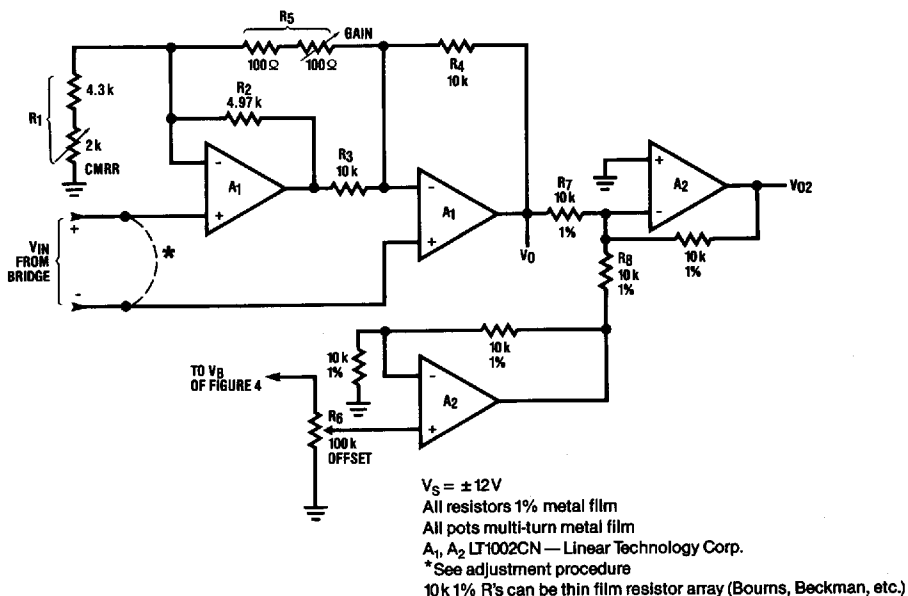 R5
GAIN
100Ω
100Ω
R4
10k
4.3k
R1
2k
CMRR
R2
4.97k
-
A1
+
R3
10k
-
A1
+
VIN
FROM
BRIDGE
+
-
*
VO
R7
10k
1%
+
A2
-
VO2
10k
1%
R8
10k
1%
10k
1%
10k
1%
-
A2
+
TO VB
OF FIGURE 4
R6
100k
OFFSET
VS = ±12V
All resistors 1% metal film
All pots multi-turn metal film
A1, A2 LT1002CN — Linear Technology Corp.
*See adjustment procedure
10k 1% R's can be thin film resistor array (Bourns, Beckman, etc.)